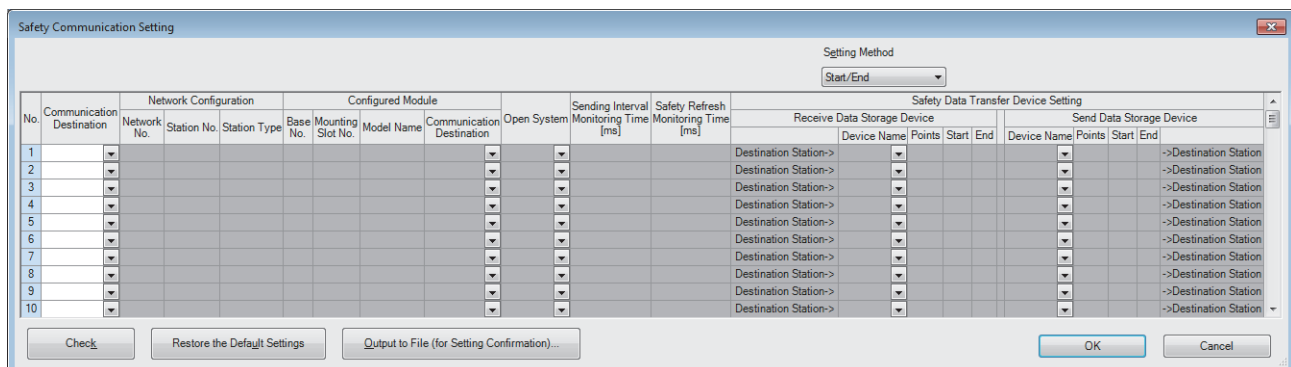 Safety Communication Setting
Setting Method
Start/End
No. Communication Destination Network Configuration Configured Module Open System Sending Interval Monitoring Time [ms] Safety Refresh Monitoring Time [ms] Safety Data Transfer Device Setting
Network No. Station No. Station Type Base No. Mounting Slot No. Model Name Communication Destination Receive Data Storage Device Send Data Storage Device
Device Name Points Start End Device Name Points Start End
1 Destination Station-> ->Destination Station
2 Destination Station-> ->Destination Station
3 Destination Station-> ->Destination Station
4 Destination Station-> ->Destination Station
5 Destination Station-> ->Destination Station
6 Destination Station-> ->Destination Station
7 Destination Station-> ->Destination Station
8 Destination Station-> ->Destination Station
9 Destination Station-> ->Destination Station
10 Destination Station-> ->Destination Station
Check Restore the Default Settings Output to File (for Setting Confirmation)... OK Cancel